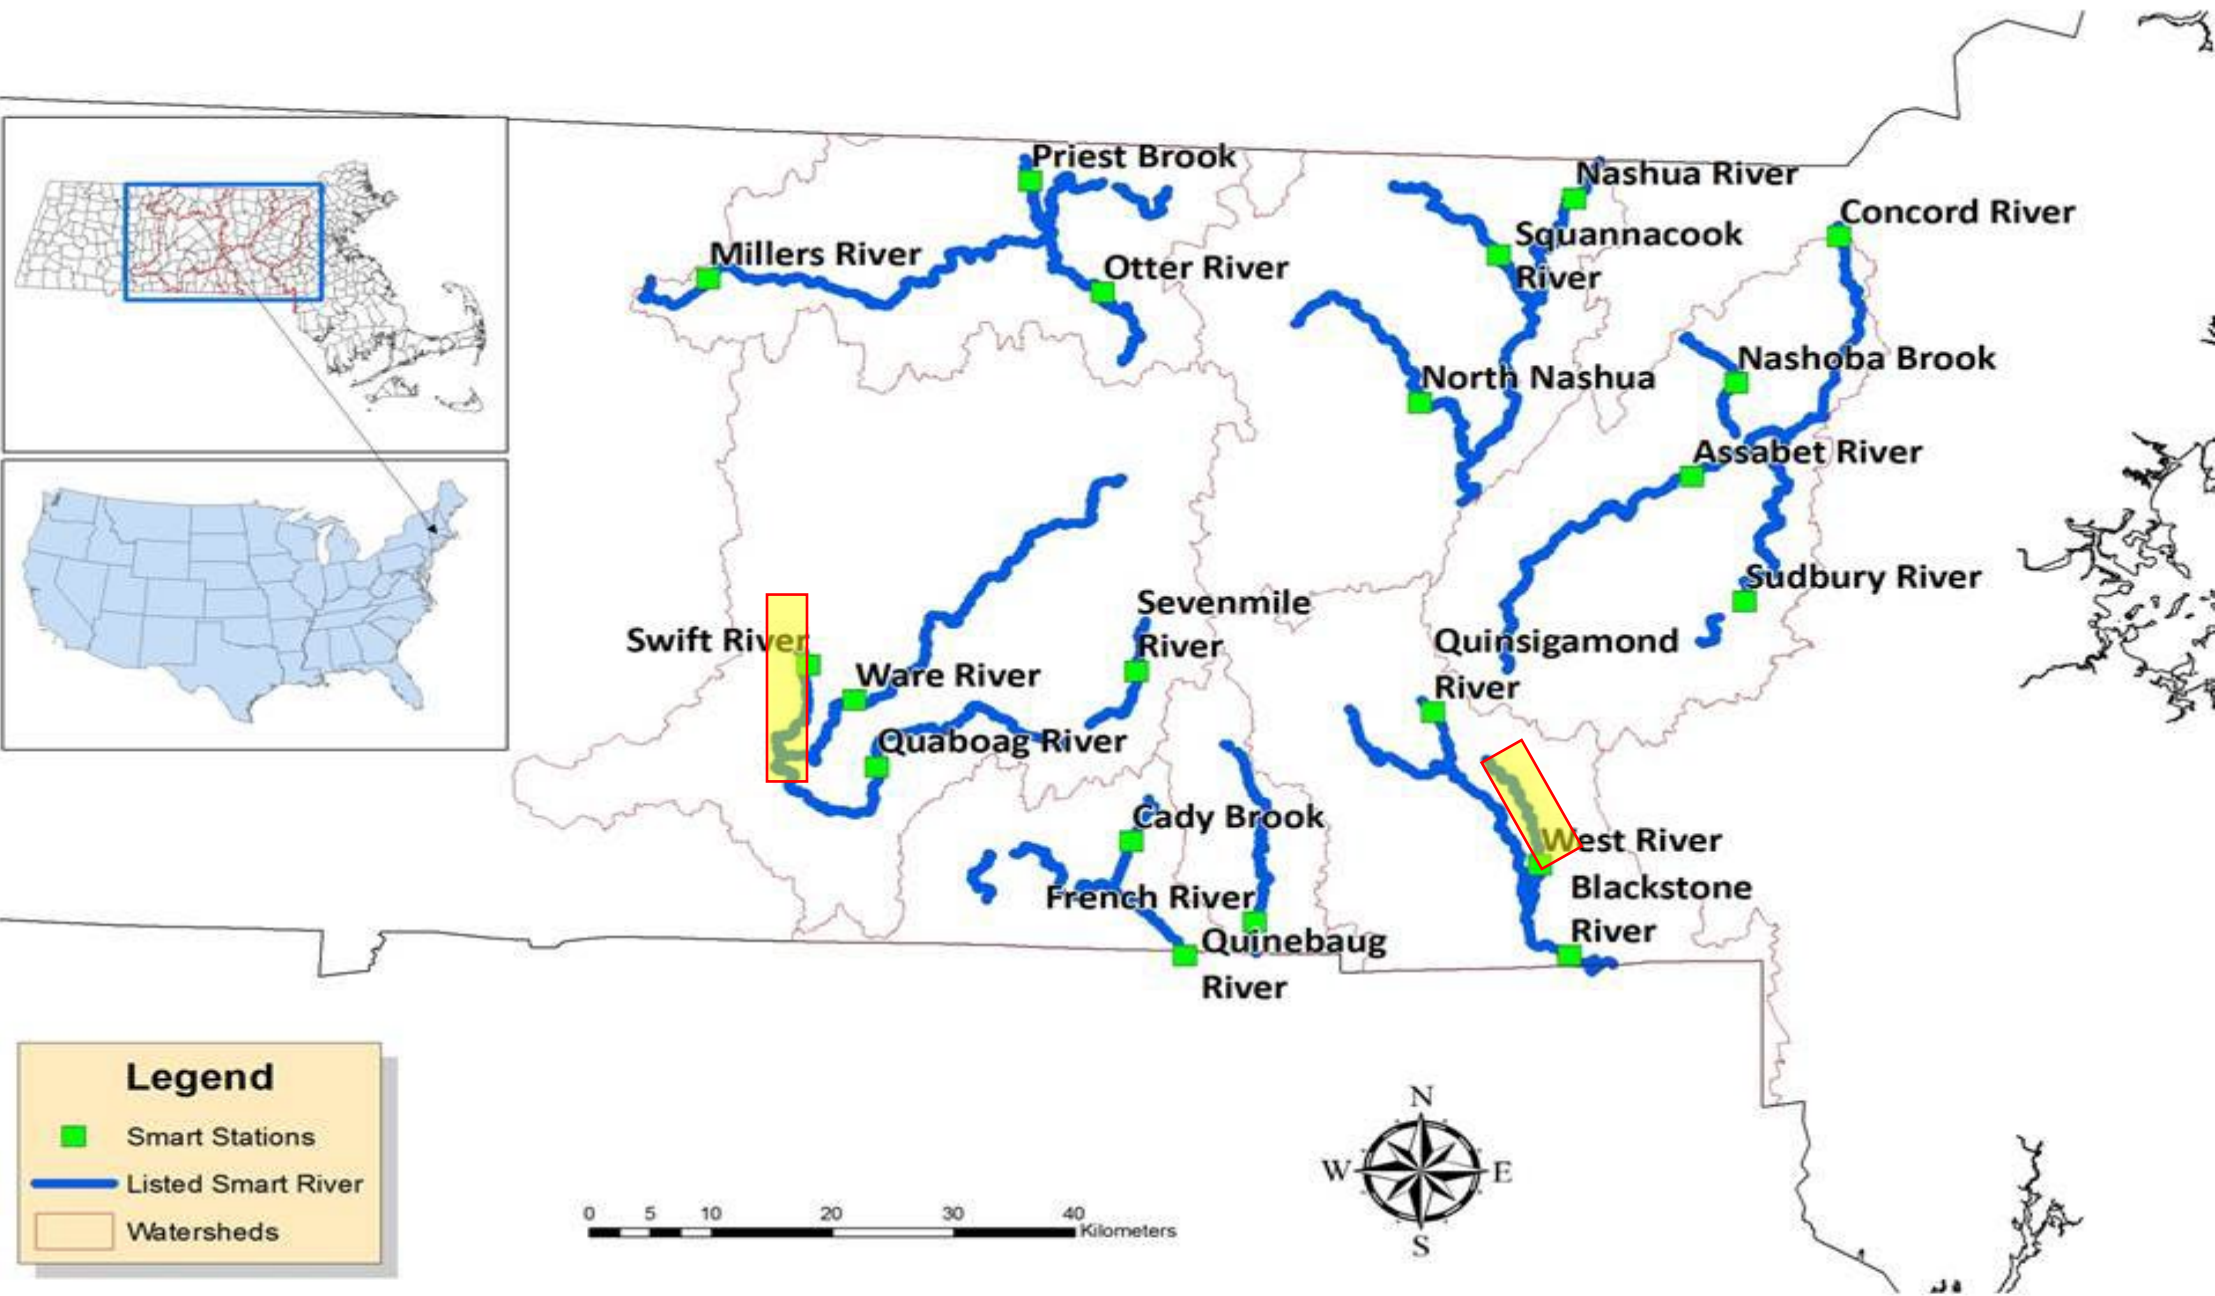 Priest Brook
Nashua River
Concord River
Squannacook
River
Millers River
Otter River
Nashoba Brook
North Nashua
Assabet River
Sudbury River
Sevenmile
River
Swift River
Quinsigamond
River
Ware River
Quaboag River
Cady Brook
West River
French River
Blackstone
River
Quinebaug
River
Legend
Smart Stations
Listed Smart River
Watersheds
0 5 10 20 30 40
Kilometers
N
W E
S